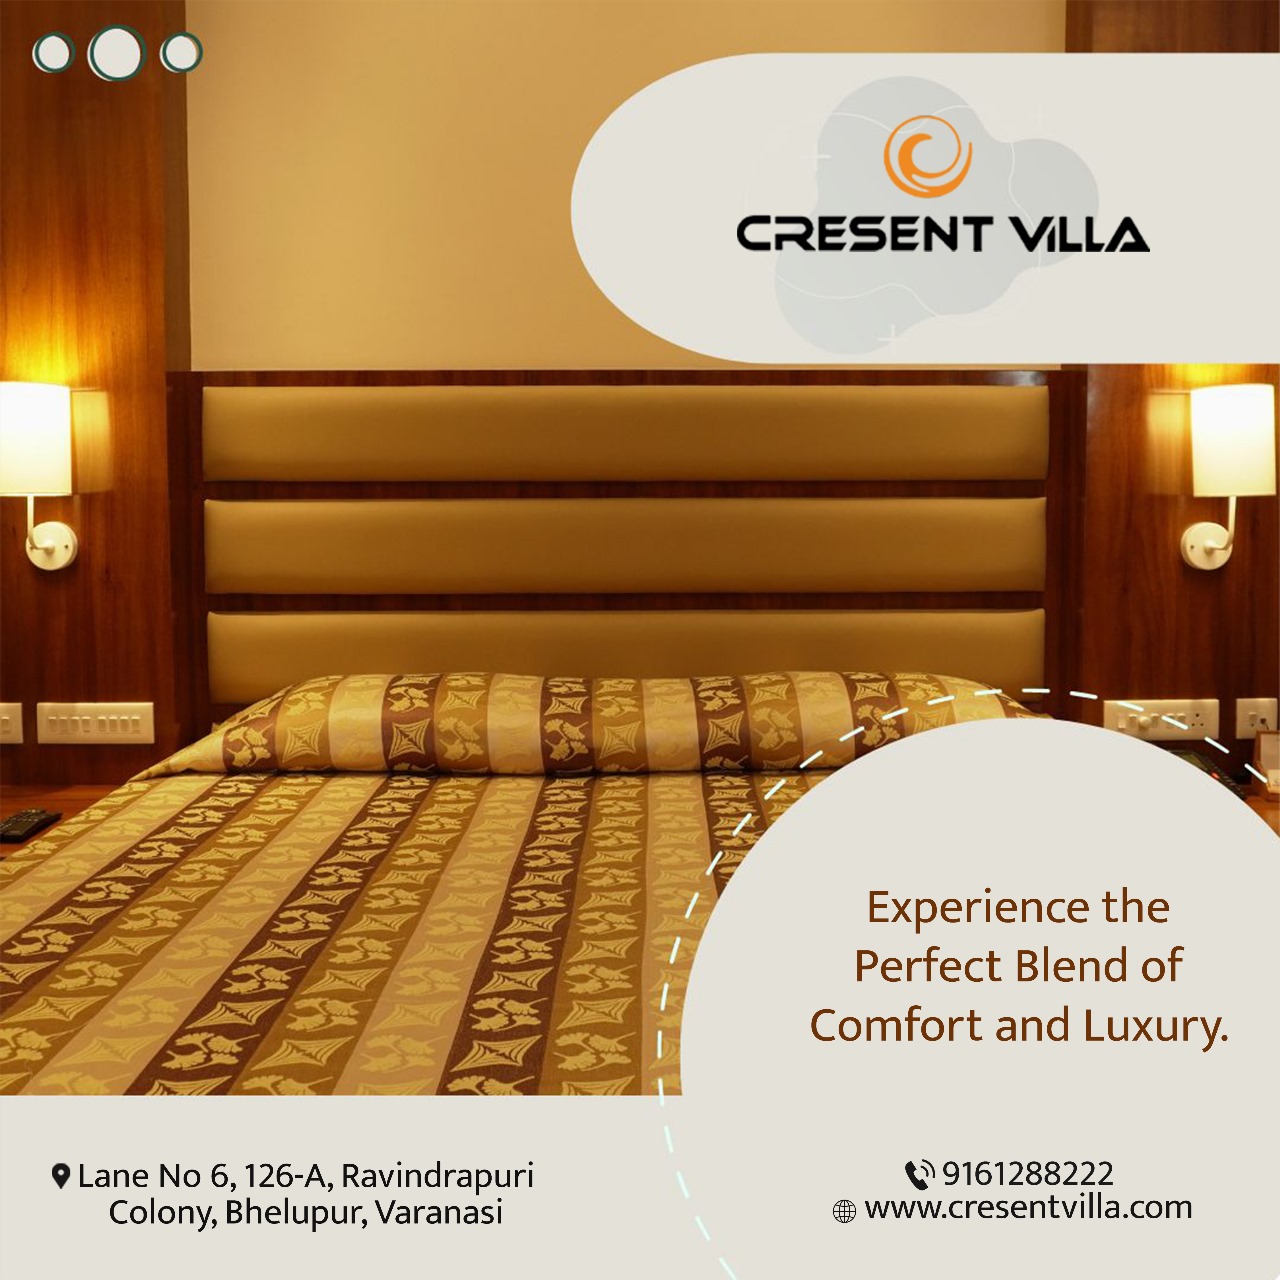 CRESENT VILLA
Experience the
Perfect Blend of
Comfort and Luxury.
Lane No 6, 126-A, Ravindrapuri
Colony, Bhelupur, Varanasi
9161288222
www.cresentvilla.com